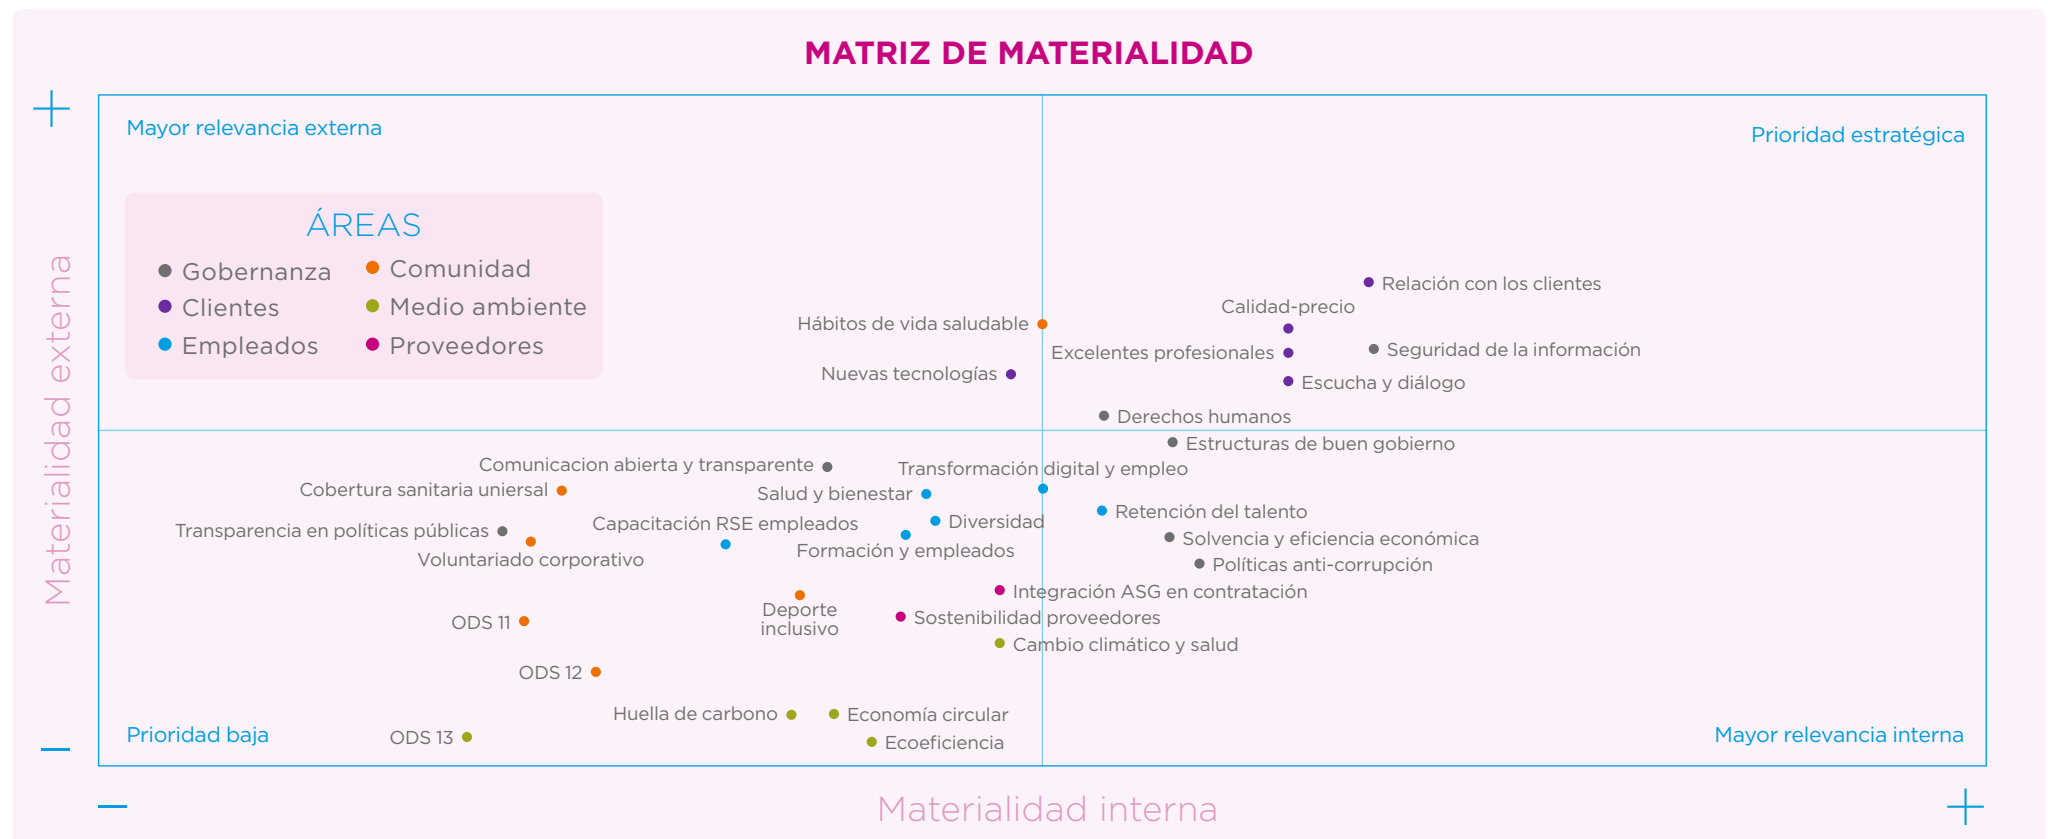 MATRIZ DE MATERIALIDAD
Mayor relevancia externa
Prioridad estratégica
ÁREAS
Gobernanza
Comunidad
Clientes
Medio ambiente
Empleados
Proveedores
Materialidad externa
Relación con los clientes
Calidad-precio
Hábitos de vida saludable
Excelentes profesionales
Seguridad de la información
Nuevas tecnologías
Escucha y diálogo
Derechos humanos
Estructuras de buen gobierno
Comunicacion abierta y transparente
Transformación digital y empleo
Cobertura sanitaria uniersal
Salud y bienestar
Retención del talento
Capacitación RSE empleados
Diversidad
Transparencia en políticas públicas
Solvencia y eficiencia económica
Formación y empleados
Voluntariado corporativo
Políticas anti-corrupción
Integración ASG en contratación
Deporte
inclusivo
Sostenibilidad proveedores
ODS 11
Cambio climático y salud
ODS 12
Huella de carbono
Economía circular
Prioridad baja
ODS 13
Ecoeficiencia
Mayor relevancia interna
Materialidad interna